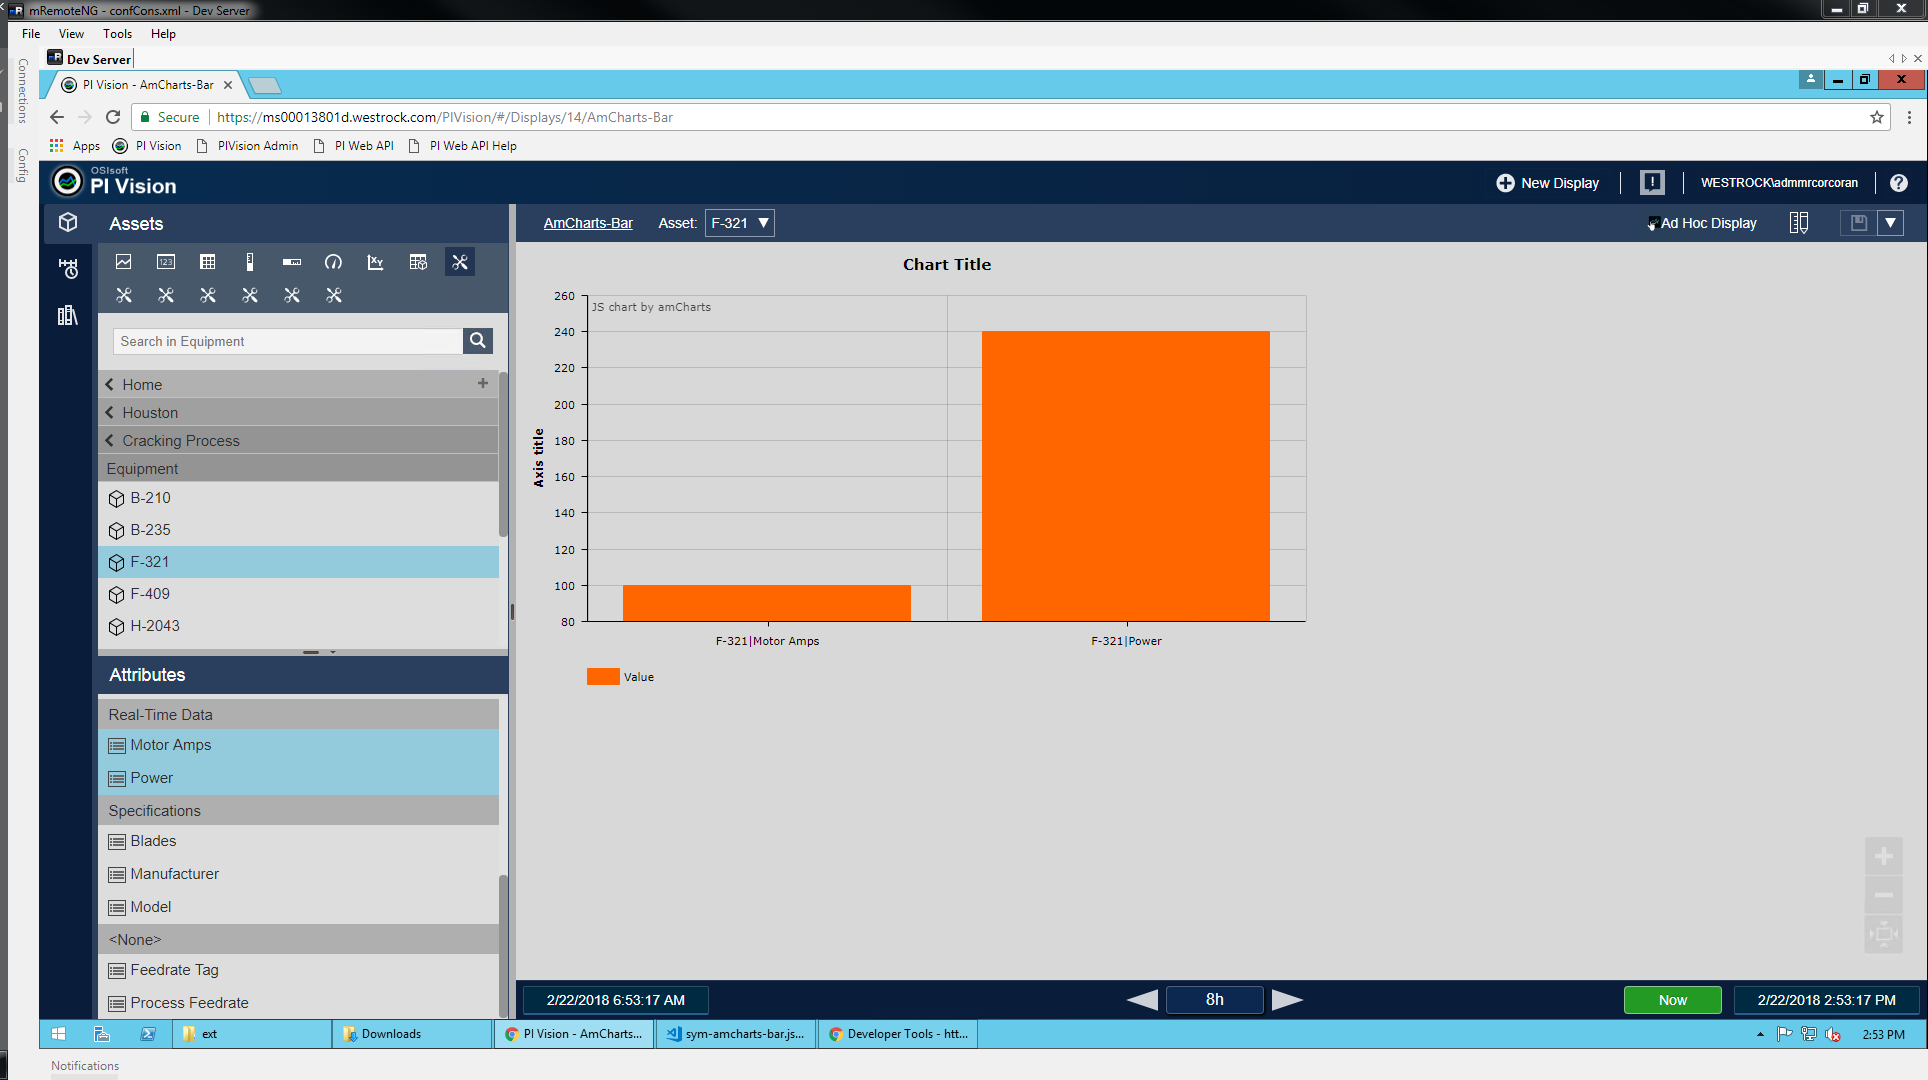 mRemoteNG - confCons.xml - Dev Server
File View Tools Help
Connections
Config
Dev Server
PI Vision - AmCharts-Bar
Secure https://ms00013801d.westrock.com/PIVision/#/Displays/14/AmCharts-Bar
Apps PI Vision PIVision Admin PI Web API PI Web API Help
OSIsoft
PI Vision
New Display
WESTROCK\admmrcorcoran
Assets
AmCharts-Bar Asset: F-321
Ad Hoc Display
Search in Equipment
Home
Houston
Cracking Process
Equipment
B-210
B-235
F-321
F-409
H-2043
Attributes
Real-Time Data
Motor Amps
Power
Specifications
Blades
Manufacturer
Model
<None>
Feedrate Tag
Process Feedrate
Chart Title
JS chart by amCharts
260
240
220
200
180
160
140
120
100
80
Axis title
F-321|Motor Amps F-321|Power
Value
2/22/2018 6:53:17 AM 8h Now 2/22/2018 2:53:17 PM
ext Downloads PI Vision - AmCharts... sym-amcharts-bar.js... Developer Tools - htt... 2:53 PM
Notifications